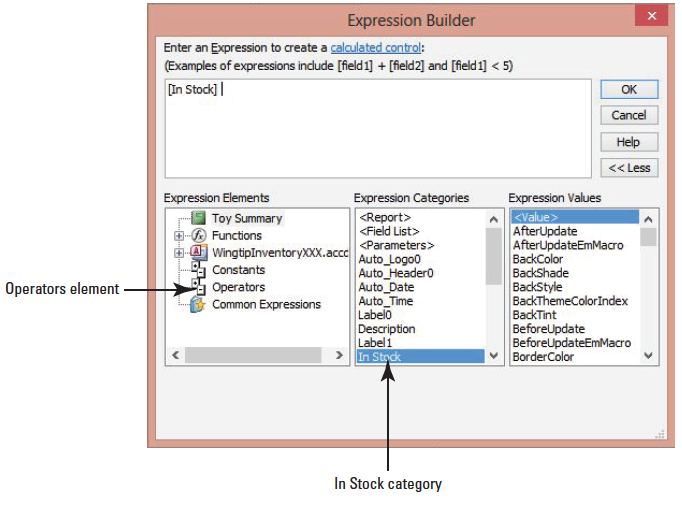 Expression Builder
Enter an Expression to create a calculated control:
(Examples of expressions include [field1] + [field2] and [field1] < 5)
[In Stock]
OK
Cancel
Help
<< Less
Expression Elements
Toy Summary
Functions
WingtipInventoryXXX.accd
Constants
Operators
Common Expressions
Expression Categories
<Report>
<Field List>
<Parameters>
Auto_Logo0
Auto_Header0
Auto_Date
Auto_Time
Label0
Description
Label1
In Stock
Expression Values
<Value>
AfterUpdate
AfterUpdateEmMacro
BackColor
BackShade
BackStyle
BackThemeColorIndex
BackTint
BeforeUpdate
BeforeUpdateEmMacro
BorderColor
Operators element
In Stock category